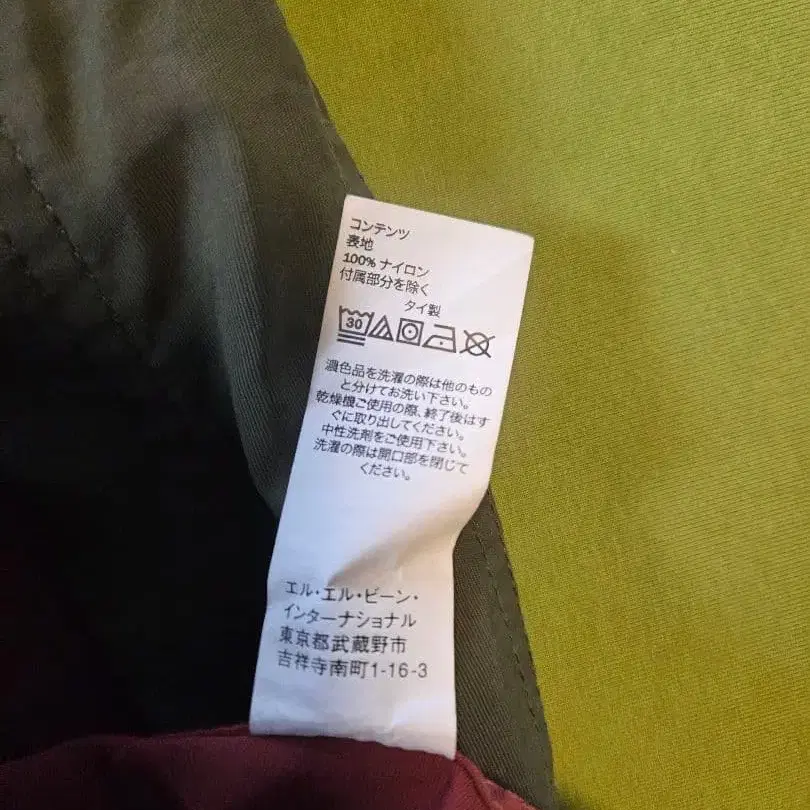 コンテンツ
表地
100% ナイロン
付属部分を除く
タイ製
30
濃色品を洗濯の際は他のもの
と分けてお洗い下さい。
乾燥機ご使用の際、終了後はす
ぐに取り出してください。
中性洗剤をご使用下さい。
洗濯の際は開口部を閉じて
ください。
エル・エル・ビーン・
インターナショナル
東京都武蔵野市
吉祥寺南町1-16-3